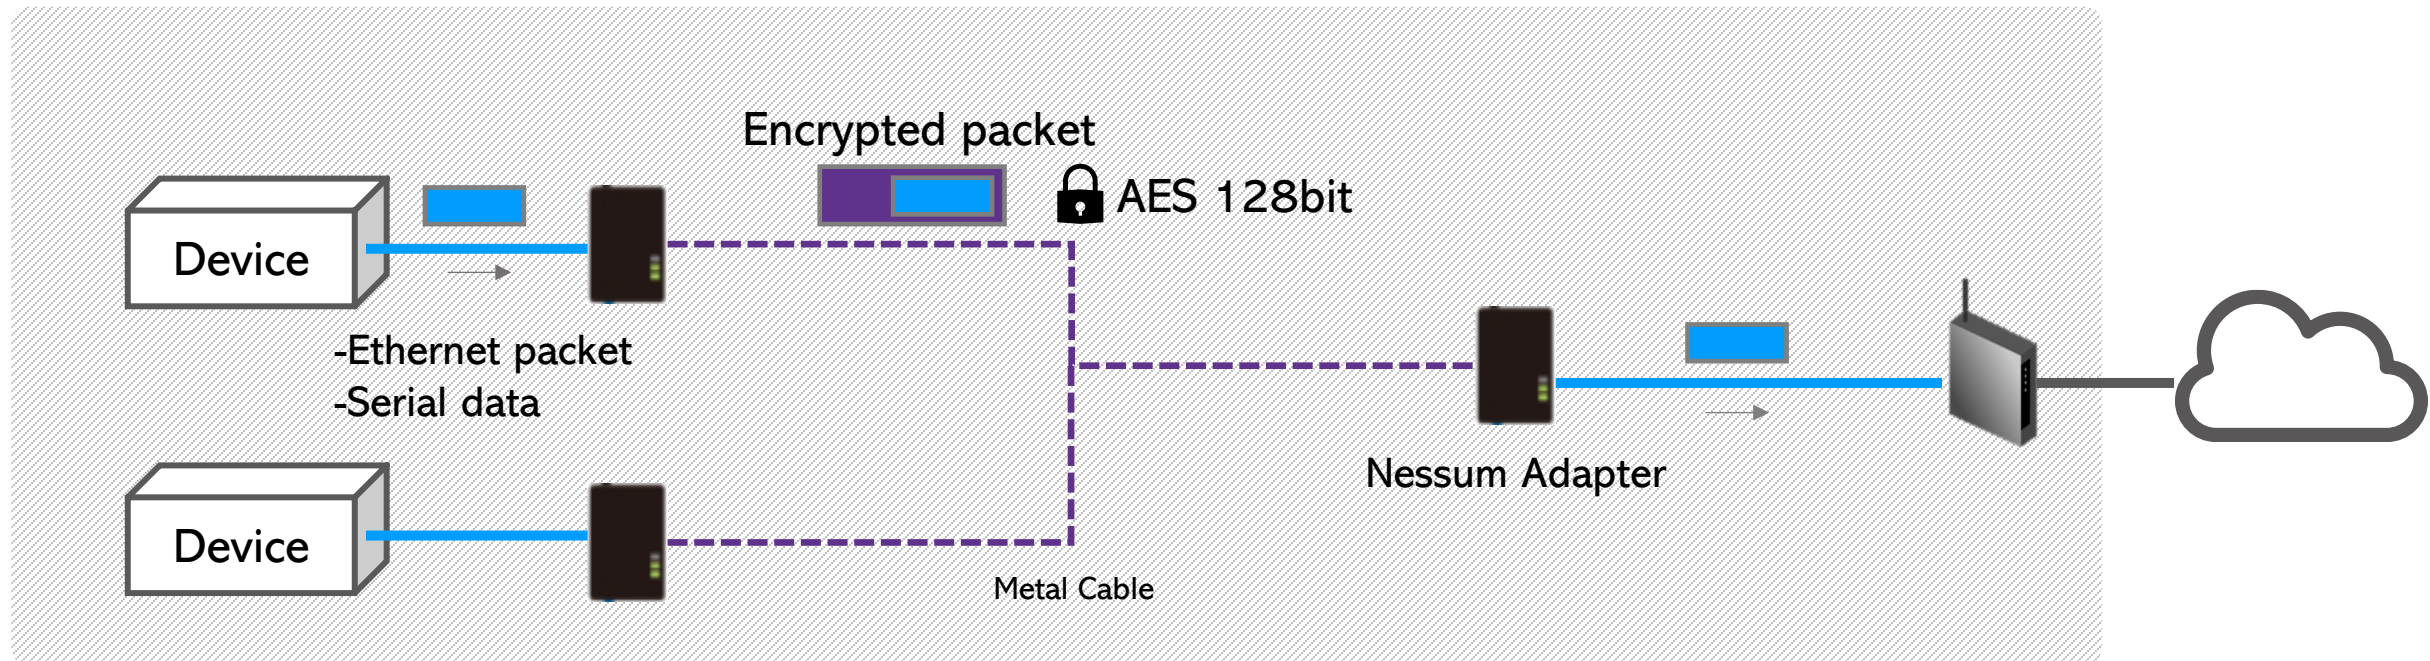 Encrypted packet
AES 128bit
Device
-Ethernet packet
-Serial data
Nessum Adapter
Device
Metal Cable